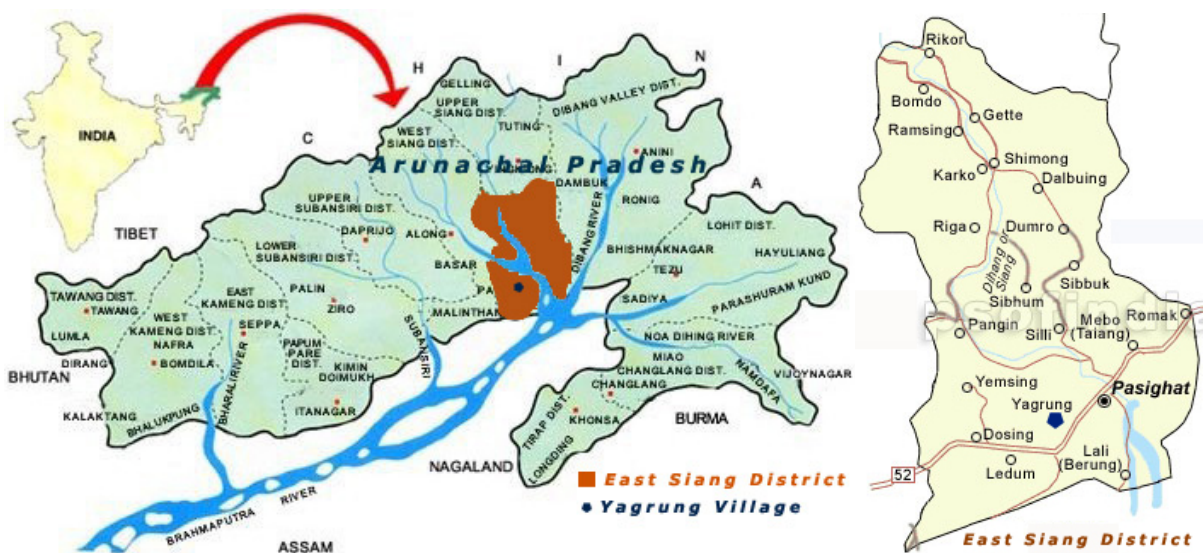 INDIA
H
I
N
C
A
GELLING
UPPER
SIANG DIST.
TUTING
DIBANG VALLEY DIST.
WEST
SIANG DIST.
Arunachal Pradesh
ANINI
DAMBUK
RONIG
UPPER
SUBANSIRI DIST.
DAPRIJO
ALONG
BASAR
DIBANG RIVER
LOHIT DIST.
BHISHMAKNAGAR
HAYULIANG
TEZU
PARASHURAM KUND
SADIYA
TIBET
LOWER
SUBANSIRI DIST.
PALIN
ZIRO
PA
MALINTHAN
SUBANSIRI
NOA DIHING RIVER
MIAO
CHANGLANG DIST.
CHANGLANG
NAMDAFA
VIJOYNAGAR
TAWANG DIST.
TAWANG
LUMLA
DIRANG
WEST
KAMENG DIST.
NAFRA
BOMDILA
EAST
KAMENG DIST.
SEPPA
PAPUM
PARE
DIST.
KIMIN
DOIMUKH
ITANAGAR
BHUTAN
KALAKTANG
BHALUKPUNG
BHARALI RIVER
TIRAP DIST.
KHONSA
LONGDING
BURMA
NAGALAND
BRAHMAPUTRA RIVER
ASSAM
East Siang District
Yagrung Village
Rikor
Bomdo
Gette
Ramsing
Shimong
Karko
Dalbuing
Riga
Dumro
Dihang or
Siang
Sibbuk
Sibhum
Pangin
Silli
Mebo
(Taiang)
Romak
Yemsing
Pasighat
Yagrung
Dosing
Ledum
Lali
(Berung)
52
East Siang District